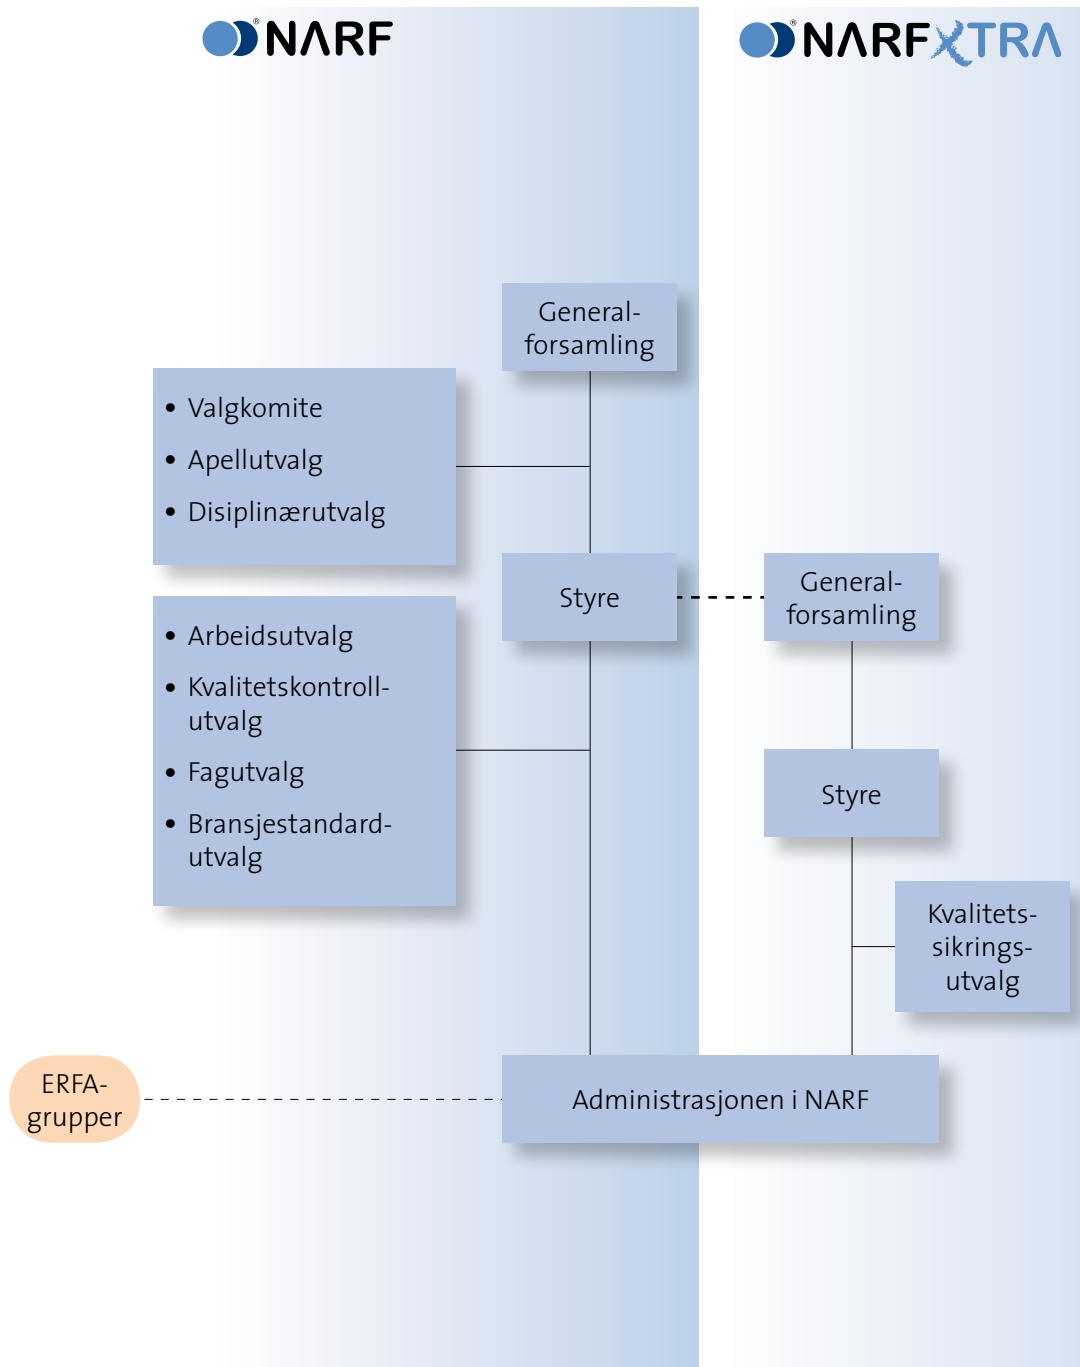 ® NARF
® NARFXTRA
General-
forsamling
• Valgkomite
• Apellutvalg
• Disiplinærutvalg
Styre
General-
forsamling
• Arbeidsutvalg
• Kvalitetskontroll-
utvalg
• Fagutvalg
• Bransjestandard-
utvalg
Styre
Kvalitets-
sikrings-
utvalg
ERFA-
grupper
Administrasjonen i NARF